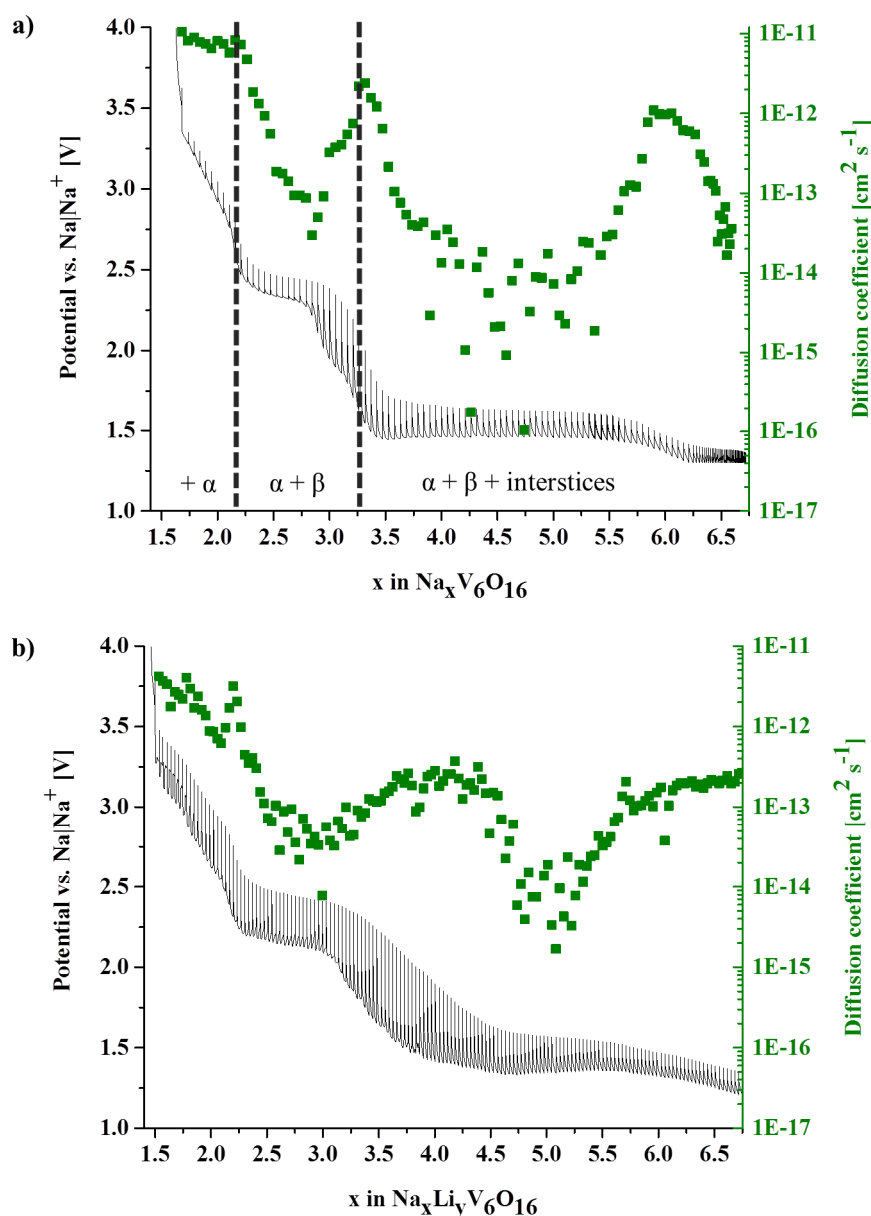 a)
4.0
3.5
3.0
2.5
2.0
1.5
1.0
Potential vs. Na|Na⁺ [V]
1E-11
1E-12
1E-13
1E-14
1E-15
1E-16
1E-17
Diffusion coefficient [cm² s⁻¹]
+ α
α + β
α + β + interstices
1.5 2.0 2.5 3.0 3.5 4.0 4.5 5.0 5.5 6.0 6.5
x in NaₓV₆O₁₆
b)
4.0
3.5
3.0
2.5
2.0
1.5
1.0
Potential vs. Na|Na⁺ [V]
1E-11
1E-12
1E-13
1E-14
1E-15
1E-16
1E-17
Diffusion coefficient [cm² s⁻¹]
1.5 2.0 2.5 3.0 3.5 4.0 4.5 5.0 5.5 6.0 6.5
x in NaₓLiᵧV₆O₁₆